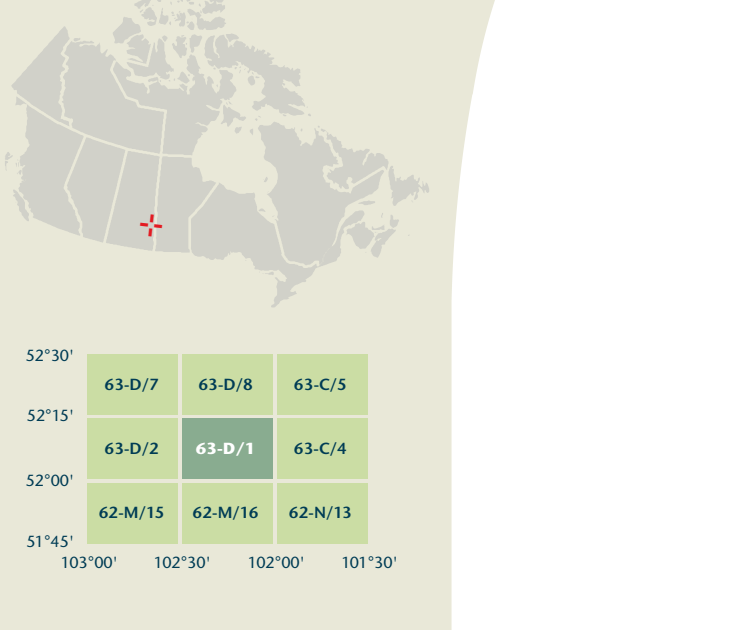 52°30'
63-D/7 63-D/8 63-C/5
52°15'
63-D/2 63-D/1 63-C/4
52°00'
62-M/15 62-M/16 62-N/13
51°45'
103°00' 102°30' 102°00' 101°30'